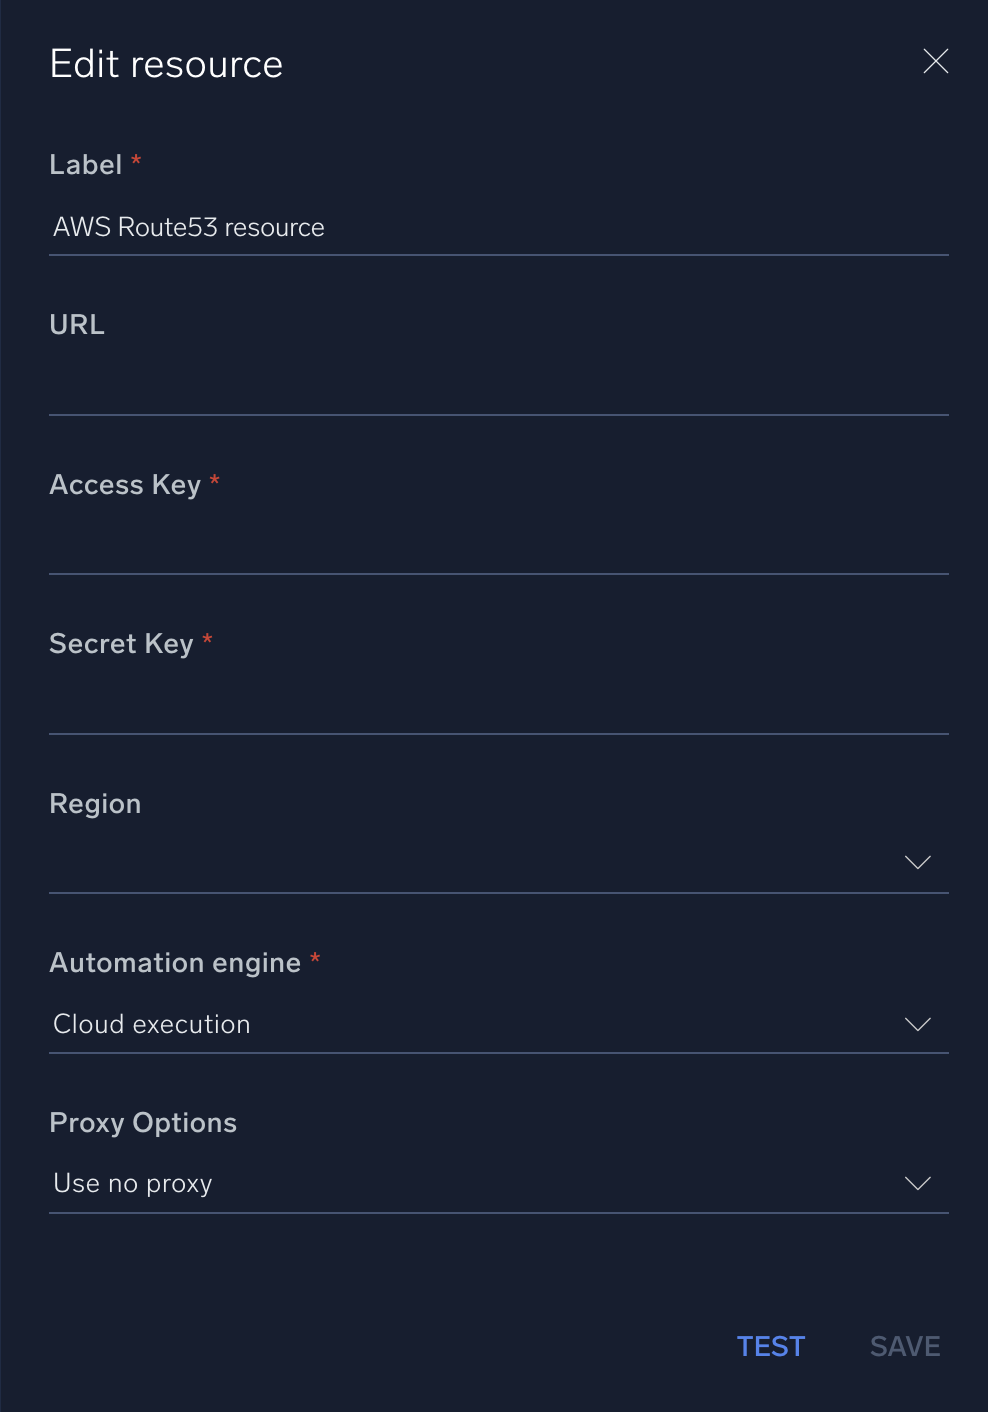 Edit resource
Label *
AWS Route53 resource
URL
Access Key *
Secret Key *
Region
Automation engine *
Cloud execution
Proxy Options
Use no proxy
TEST SAVE